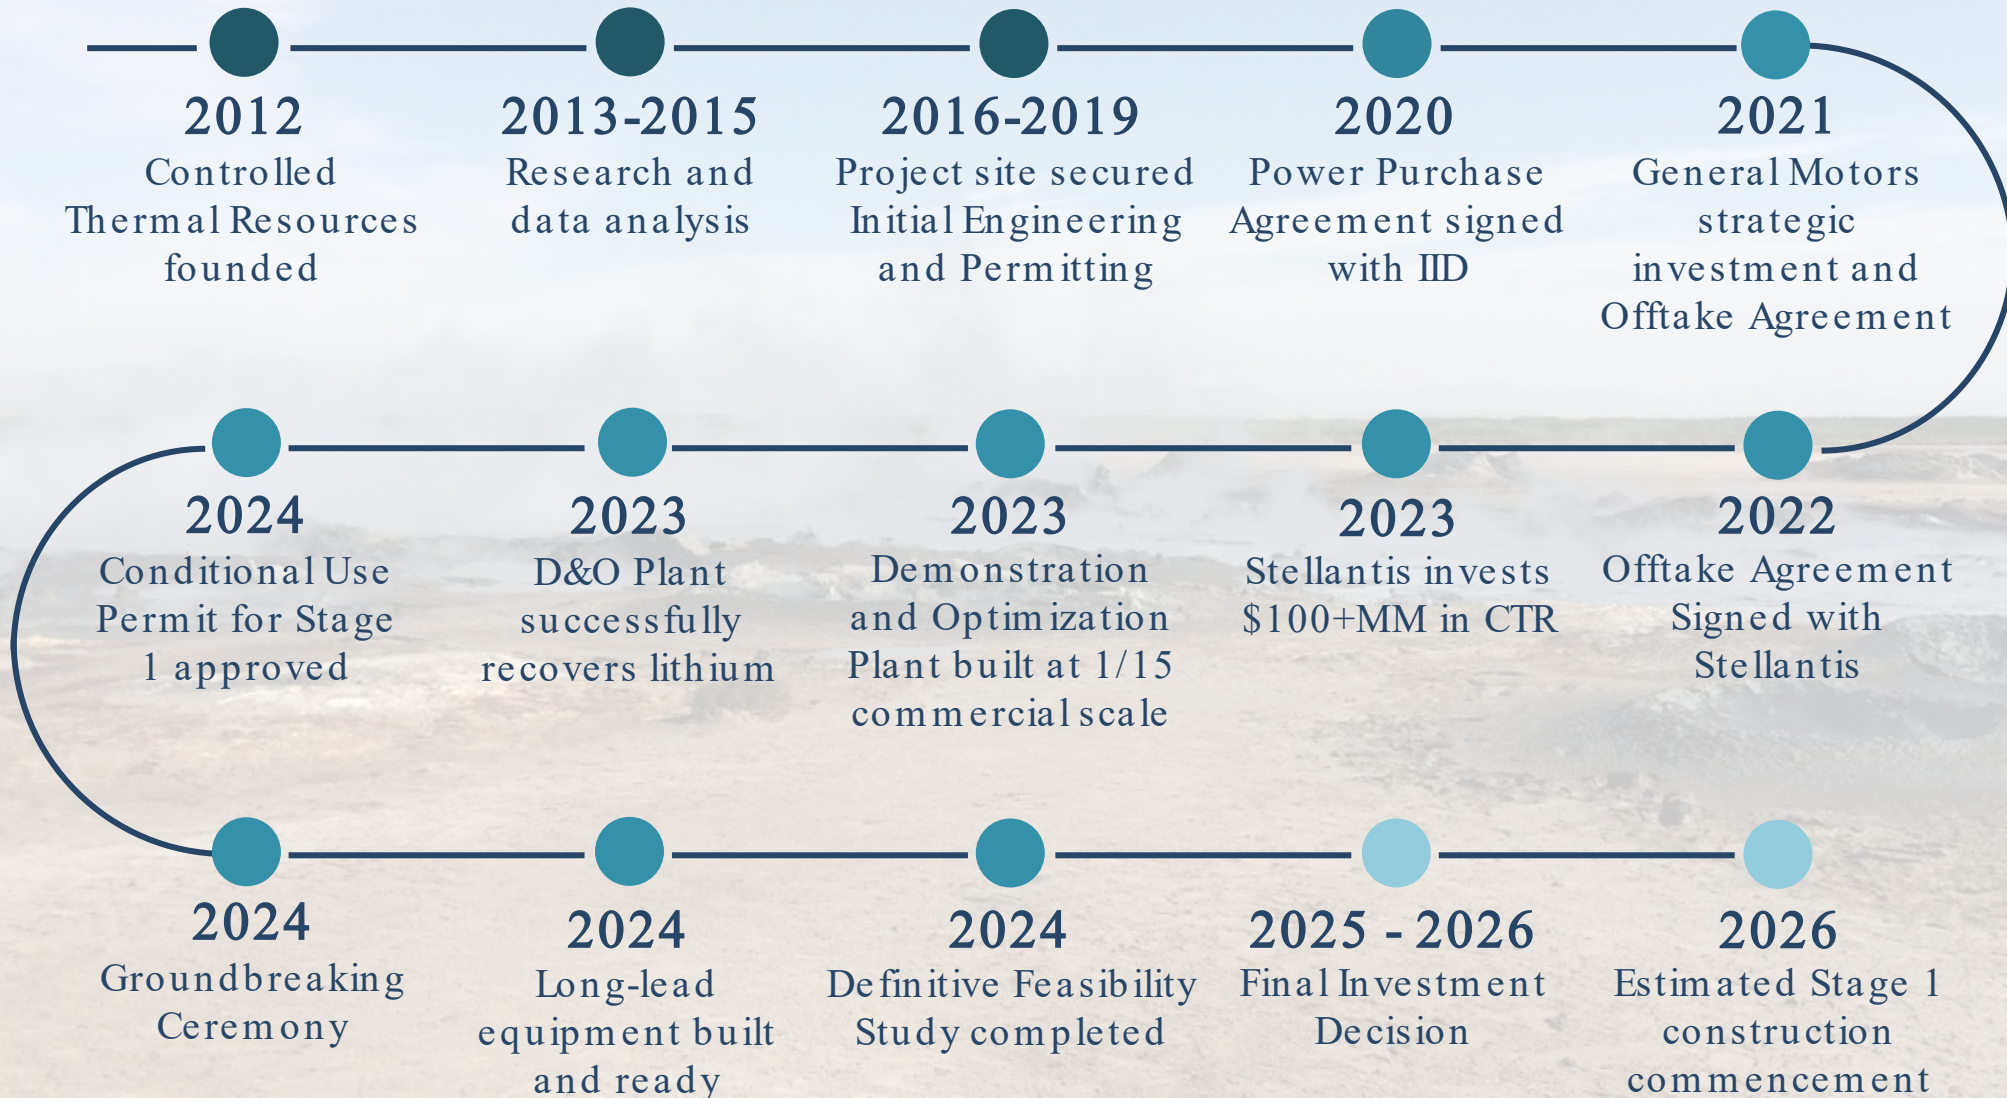 2012
Controlled
Thermal Resources
founded
2013-2015
Research and
data analysis
2016-2019
Project site secured
Initial Engineering
and Permitting
2020
Power Purchase
Agreement signed
with IID
2021
General Motors
strategic
investment and
Offtake Agreement
2022
Offtake Agreement
Signed with
Stellantis
2023
Stellantis invests
$100+MM in CTR
2023
Demonstration
and Optimization
Plant built at 1/15
commercial scale
2023
D&O Plant
successfully
recovers lithium
2024
Conditional Use
Permit for Stage
1 approved
2024
Groundbreaking
Ceremony
2024
Long-lead
equipment built
and ready
2024
Definitive Feasibility
Study completed
2025 - 2026
Final Investment
Decision
2026
Estimated Stage 1
construction
commencement